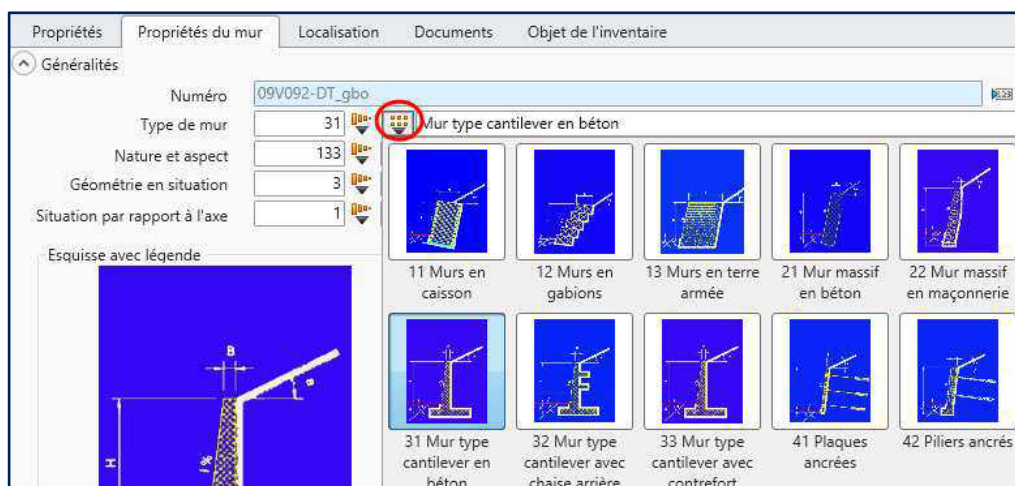 Propriétés Propriétés du mur Localisation Documents Objet de l'inventaire
Généralités
Numéro 09V092-DT_gbo 123
Type de mur 31 Mur type cantilever en béton
Nature et aspect 133
Géométrie en situation 3
Situation par rapport à l'axe 1
Esquisse avec légende
11 Murs en caisson
12 Murs en gabions
13 Murs en terre armée
21 Mur massif en béton
22 Mur massif en maçonnerie
31 Mur type cantilever en béton
32 Mur type cantilever avec chaise arrière
33 Mur type cantilever avec contrefort
41 Plaques ancrées
42 Piliers ancrés
B
H